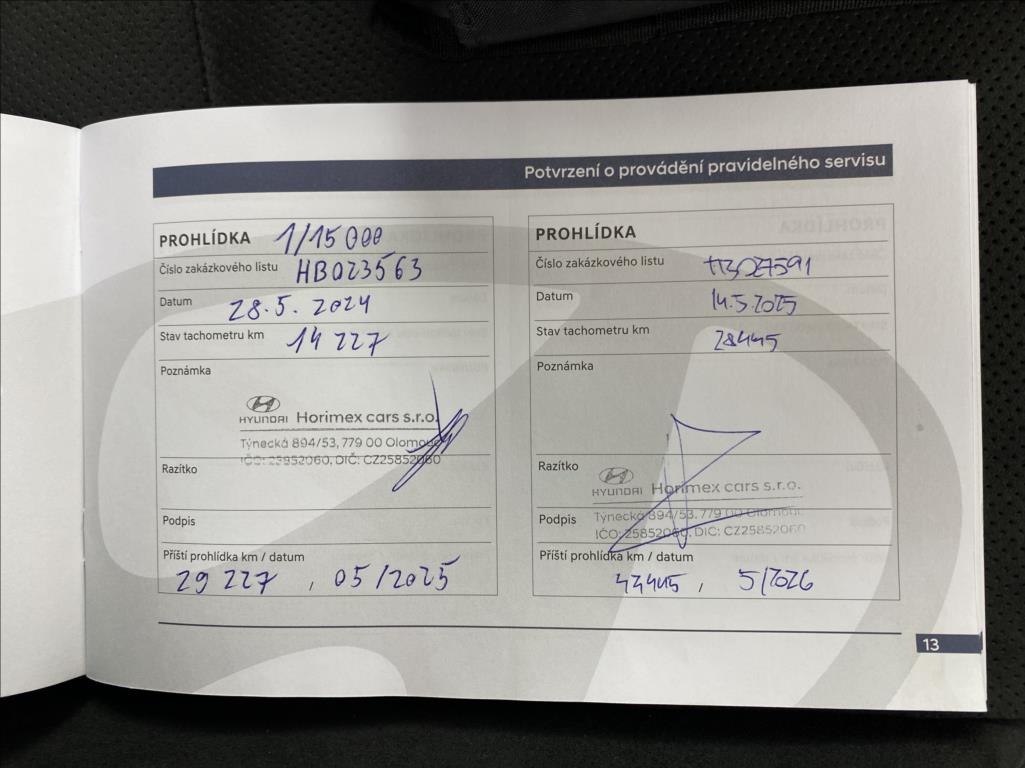 Potvrzení o provádění pravidelného servisu
PROHLÍDKA 1/15 000
Číslo zakázkového listu HB023563
Datum 28.5. 2024
Stav tachometru km 14 227
Poznámka
HYUNDAI Horimex cars s.r.o.
Týnecká 894/53, 779 00 Olomouc
IČO: 25852060, DIČ: CZ25852060
Razítko
Podpis
Příští prohlídka km / datum
29 227 , 05/2025
PROHLÍDKA
Číslo zakázkového listu HB027591
Datum 14.5.2025
Stav tachometru km 28445
Poznámka
Razítko
HYUNDAI Horimex cars s.r.o.
Týnecká 894/53, 779 00 Olomouc
Podpis
IČO: 25852060, DIČ: CZ25852060
Příští prohlídka km / datum
43445 , 5/2026
13